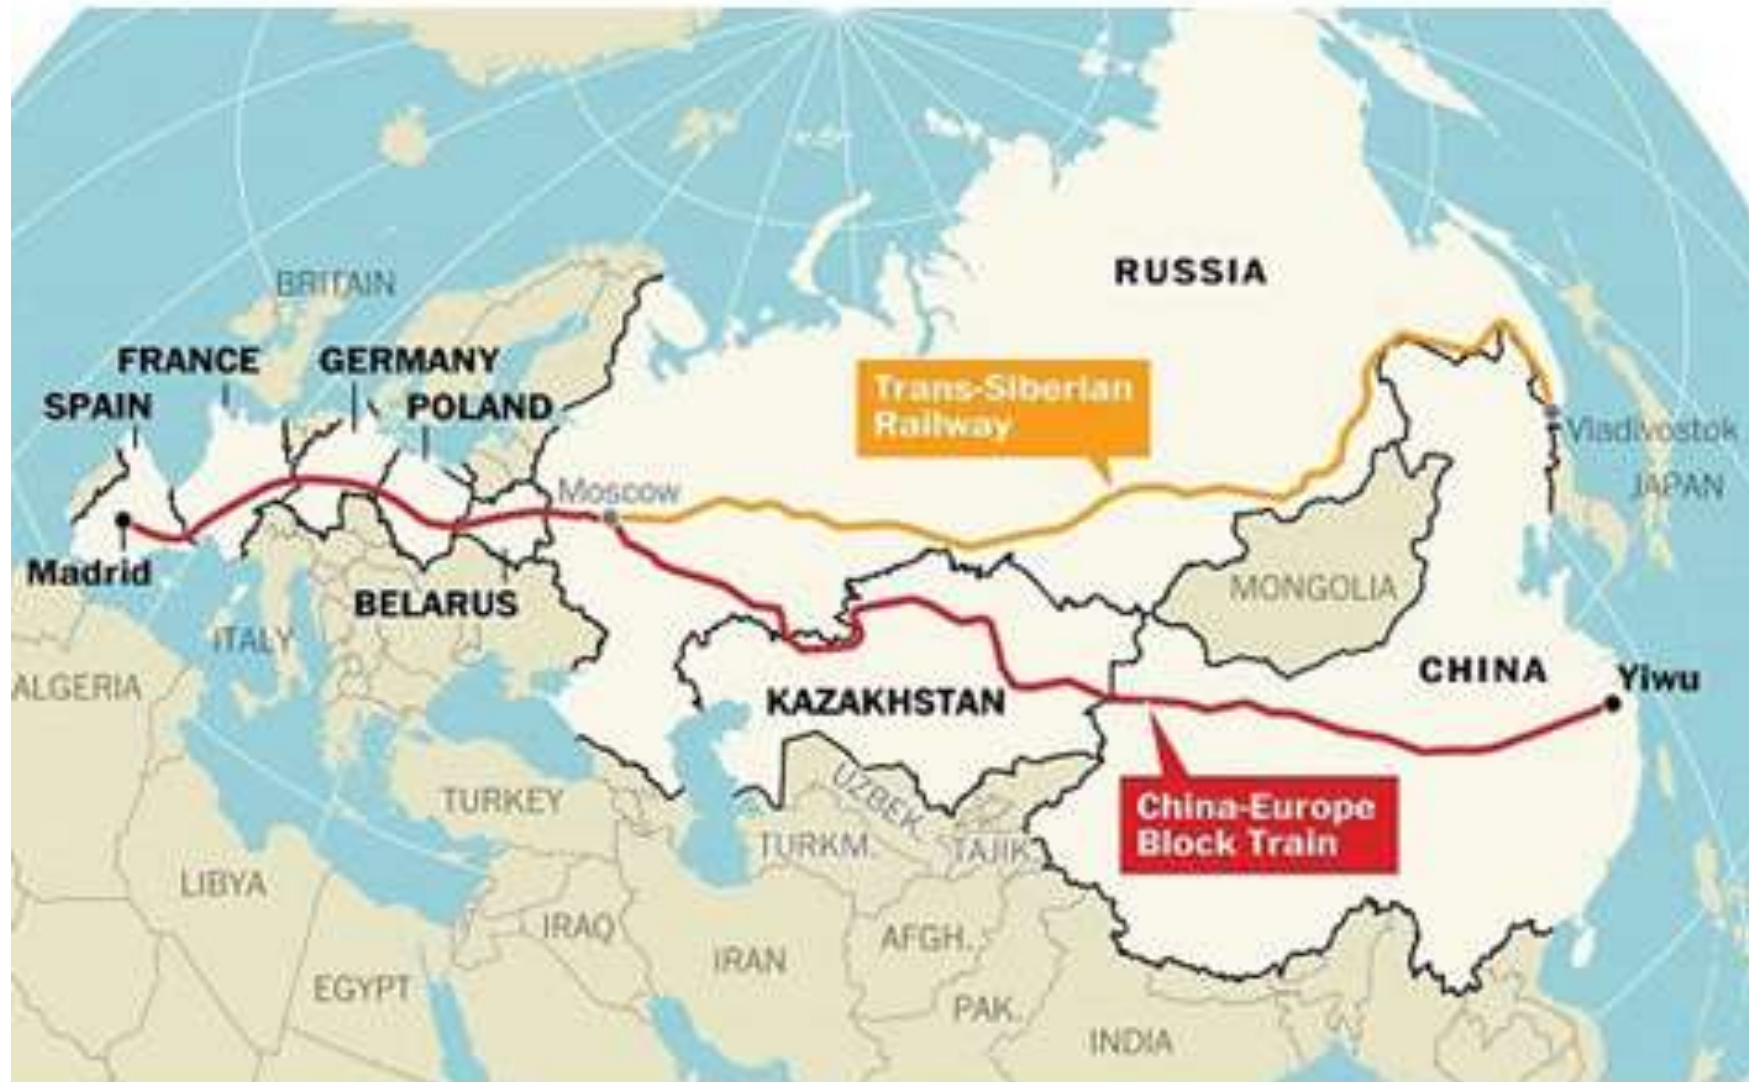 RUSSIA
BRITAIN
FRANCE
GERMANY
SPAIN
POLAND
Trans-Siberian
Railway
Vladivostok
Moscow
JAPAN
Madrid
BELARUS
MONGOLIA
ITALY
CHINA
Yiwu
ALGERIA
KAZAKHSTAN
TURKEY
UZBEK.
China-Europe
Block Train
TURKM.
TAJIK.
LIBYA
IRAQ
AFGH.
IRAN
EGYPT
PAK.
INDIA